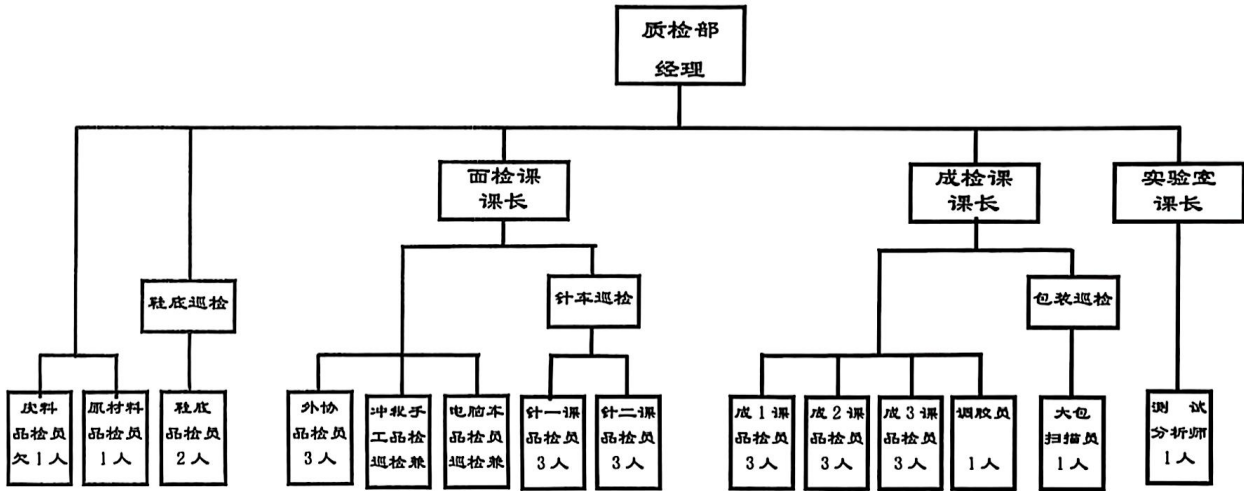 质检部
经理
面检课
课长
成检课
课长
实验室
课长
鞋底巡检
针车巡检
包装巡检
皮料
品检员
欠1人
原材料
品检员
1人
鞋底
品检员
2人
外协
品检员
3人
冲裁手
工品检
巡检兼
电脑车
品检员
巡检兼
针一课
品检员
3人
针二课
品检员
3人
成1课
品检员
3人
成2课
品检员
3人
成3课
品检员
3人
调胶员
1人
大包
扫描员
1人
测 试
分析师
1人